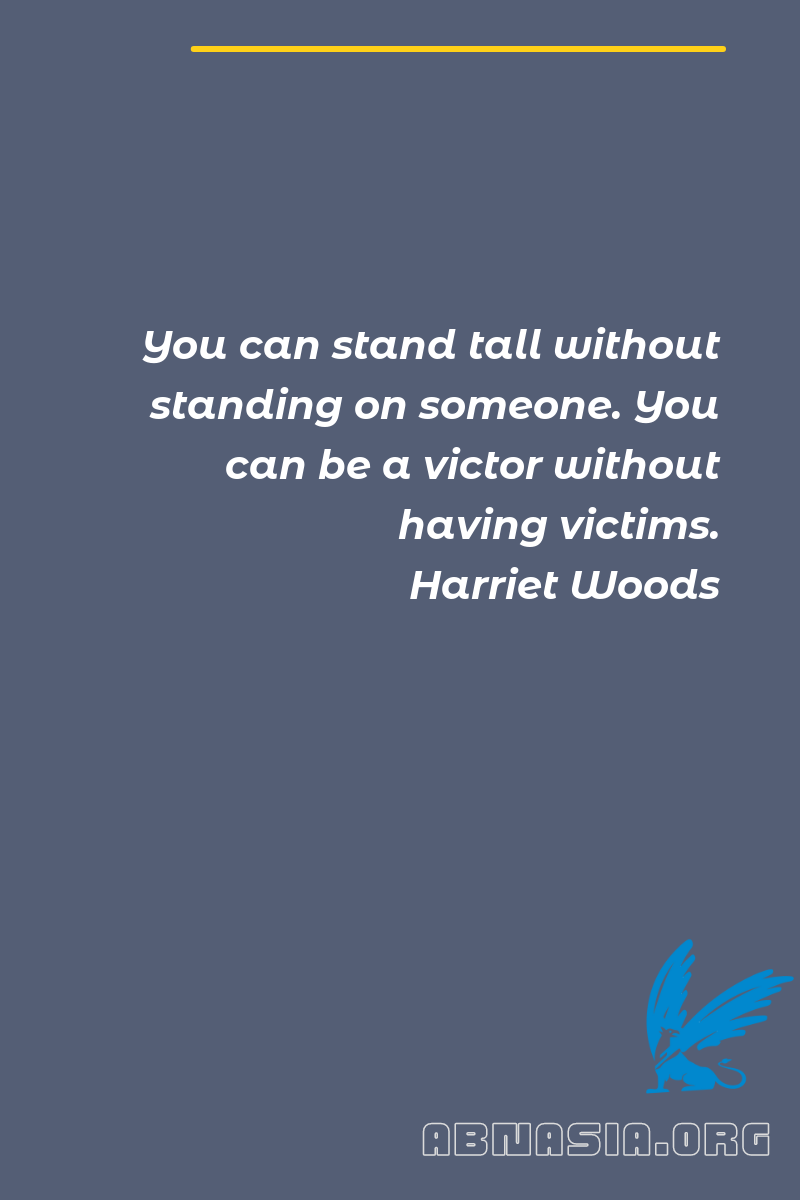 You can stand tall without
standing on someone. You
can be a victor without
having victims.
Harriet Woods
ABNASIA.ORG